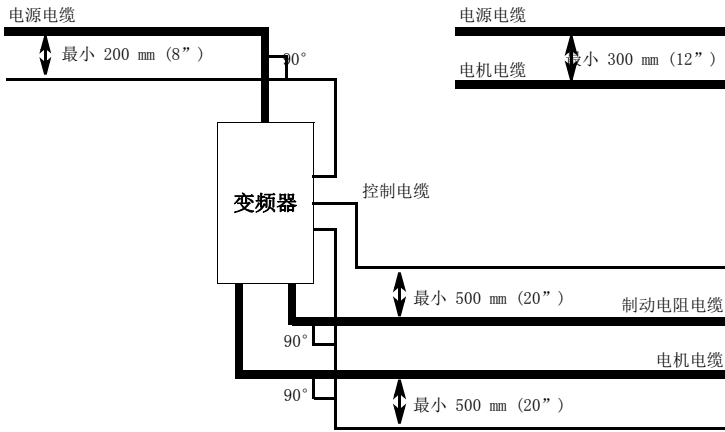 电源电缆
最小 200 mm (8”)
90°
电源电缆
最小 300 mm (12”)
电机电缆
变频器
控制电缆
最小 500 mm (20”)
制动电阻电缆
90°
电机电缆
90°
最小 500 mm (20”)